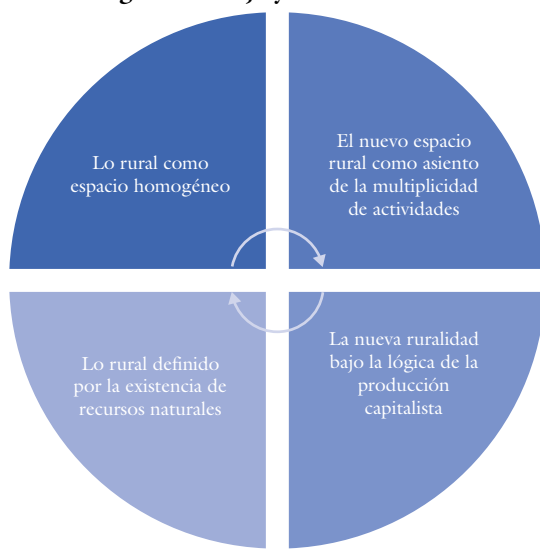 Lo rural como
espacio homogéneo
El nuevo espacio
rural como asiento
de la multiplicidad
de actividades
Lo rural definido
por la existencia de
recursos naturales
La nueva ruralidad
bajo la lógica de la
producción
capitalista